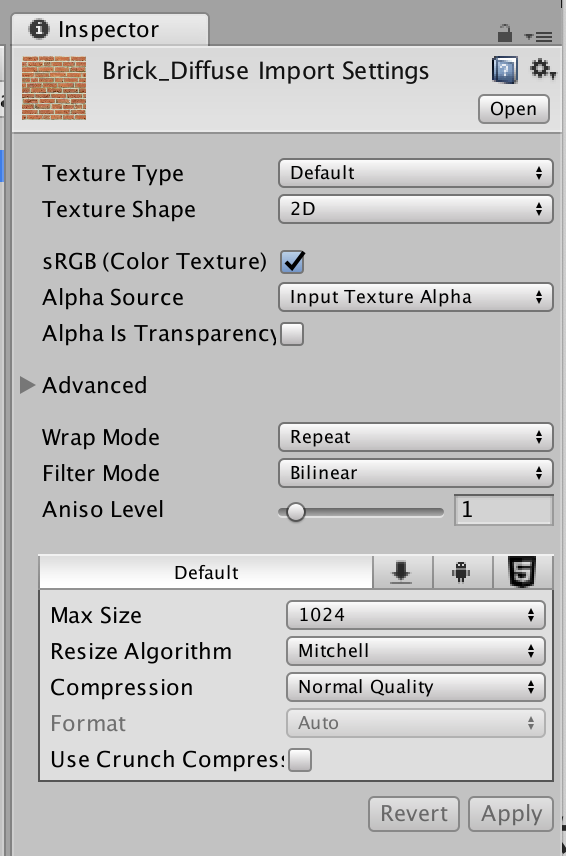 Inspector
Brick_Diffuse Import Settings
Open
Texture Type Default
Texture Shape 2D
sRGB (Color Texture)
Alpha Source Input Texture Alpha
Alpha Is Transparency
Advanced
Wrap Mode Repeat
Filter Mode Bilinear
Aniso Level 1
Default
Max Size 1024
Resize Algorithm Mitchell
Compression Normal Quality
Format Auto
Use Crunch Compres
Revert Apply